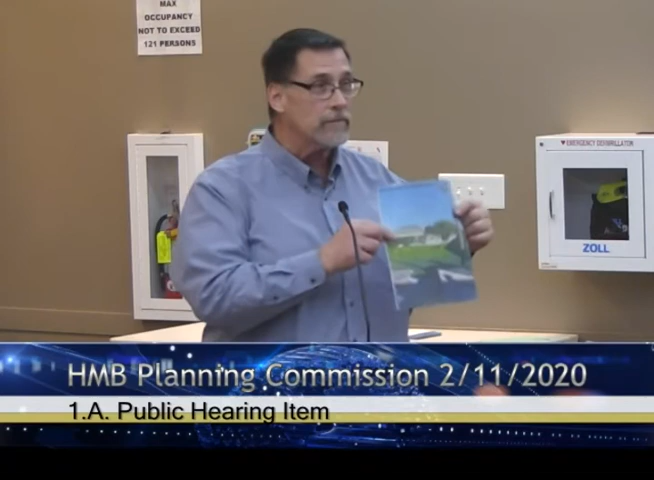 MAX
OCCUPANCY
NOT TO EXCEED
121 PERSONS
EMERGENCY DEFIBRILLATOR
ZOLL
HMB Planning Commission 2/11/2020
1.A. Public Hearing Item